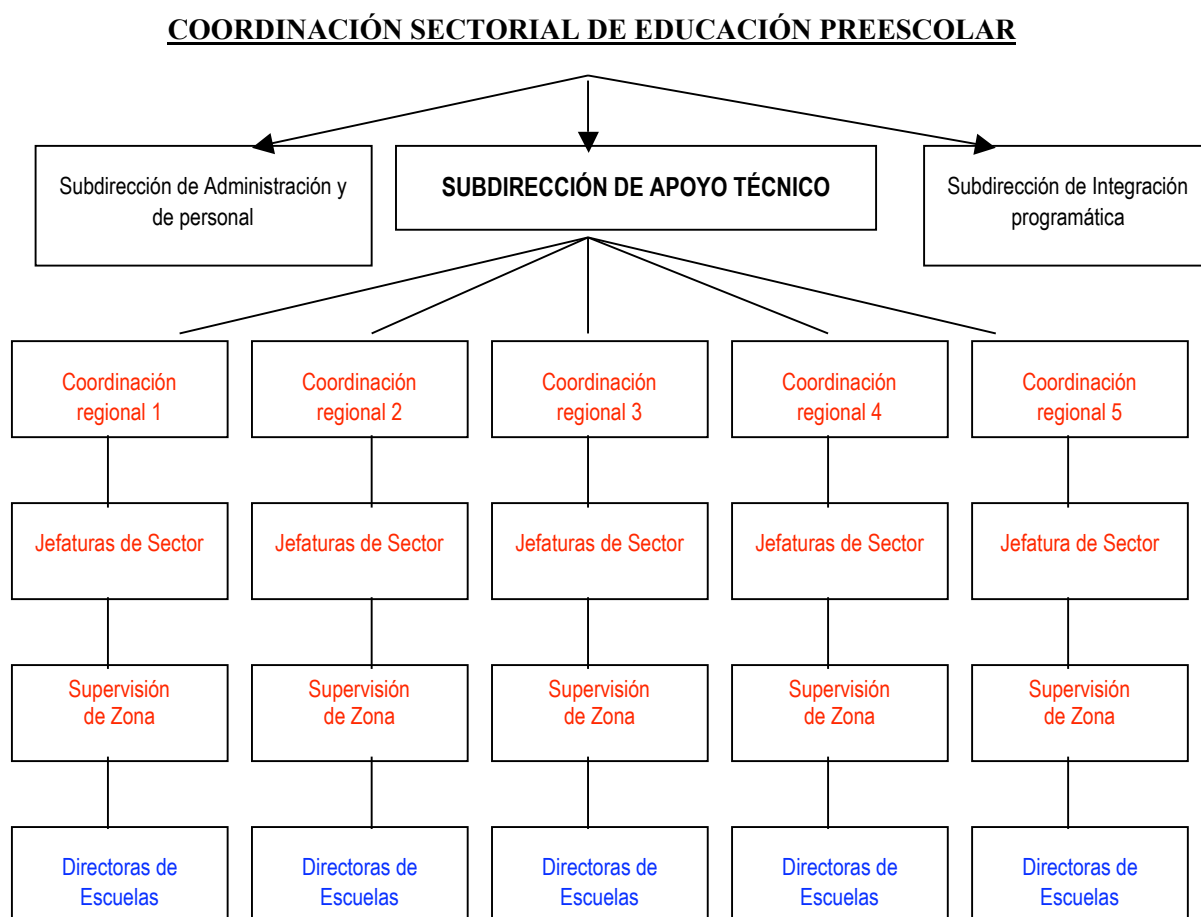 COORDINACIÓN SECTORIAL DE EDUCACIÓN PREESCOLAR
Subdirección de Administración y
de personal
SUBDIRECCIÓN DE APOYO TÉCNICO
Subdirección de Integración
programática
Coordinación
regional 1
Coordinación
regional 2
Coordinación
regional 3
Coordinación
regional 4
Coordinación
regional 5
Jefaturas de Sector
Jefaturas de Sector
Jefaturas de Sector
Jefaturas de Sector
Jefatura de Sector
Supervisión
de Zona
Supervisión
de Zona
Supervisión
de Zona
Supervisión
de Zona
Supervisión
de Zona
Directoras de
Escuelas
Directoras de
Escuelas
Directoras de
Escuelas
Directoras de
Escuelas
Directoras de
Escuelas